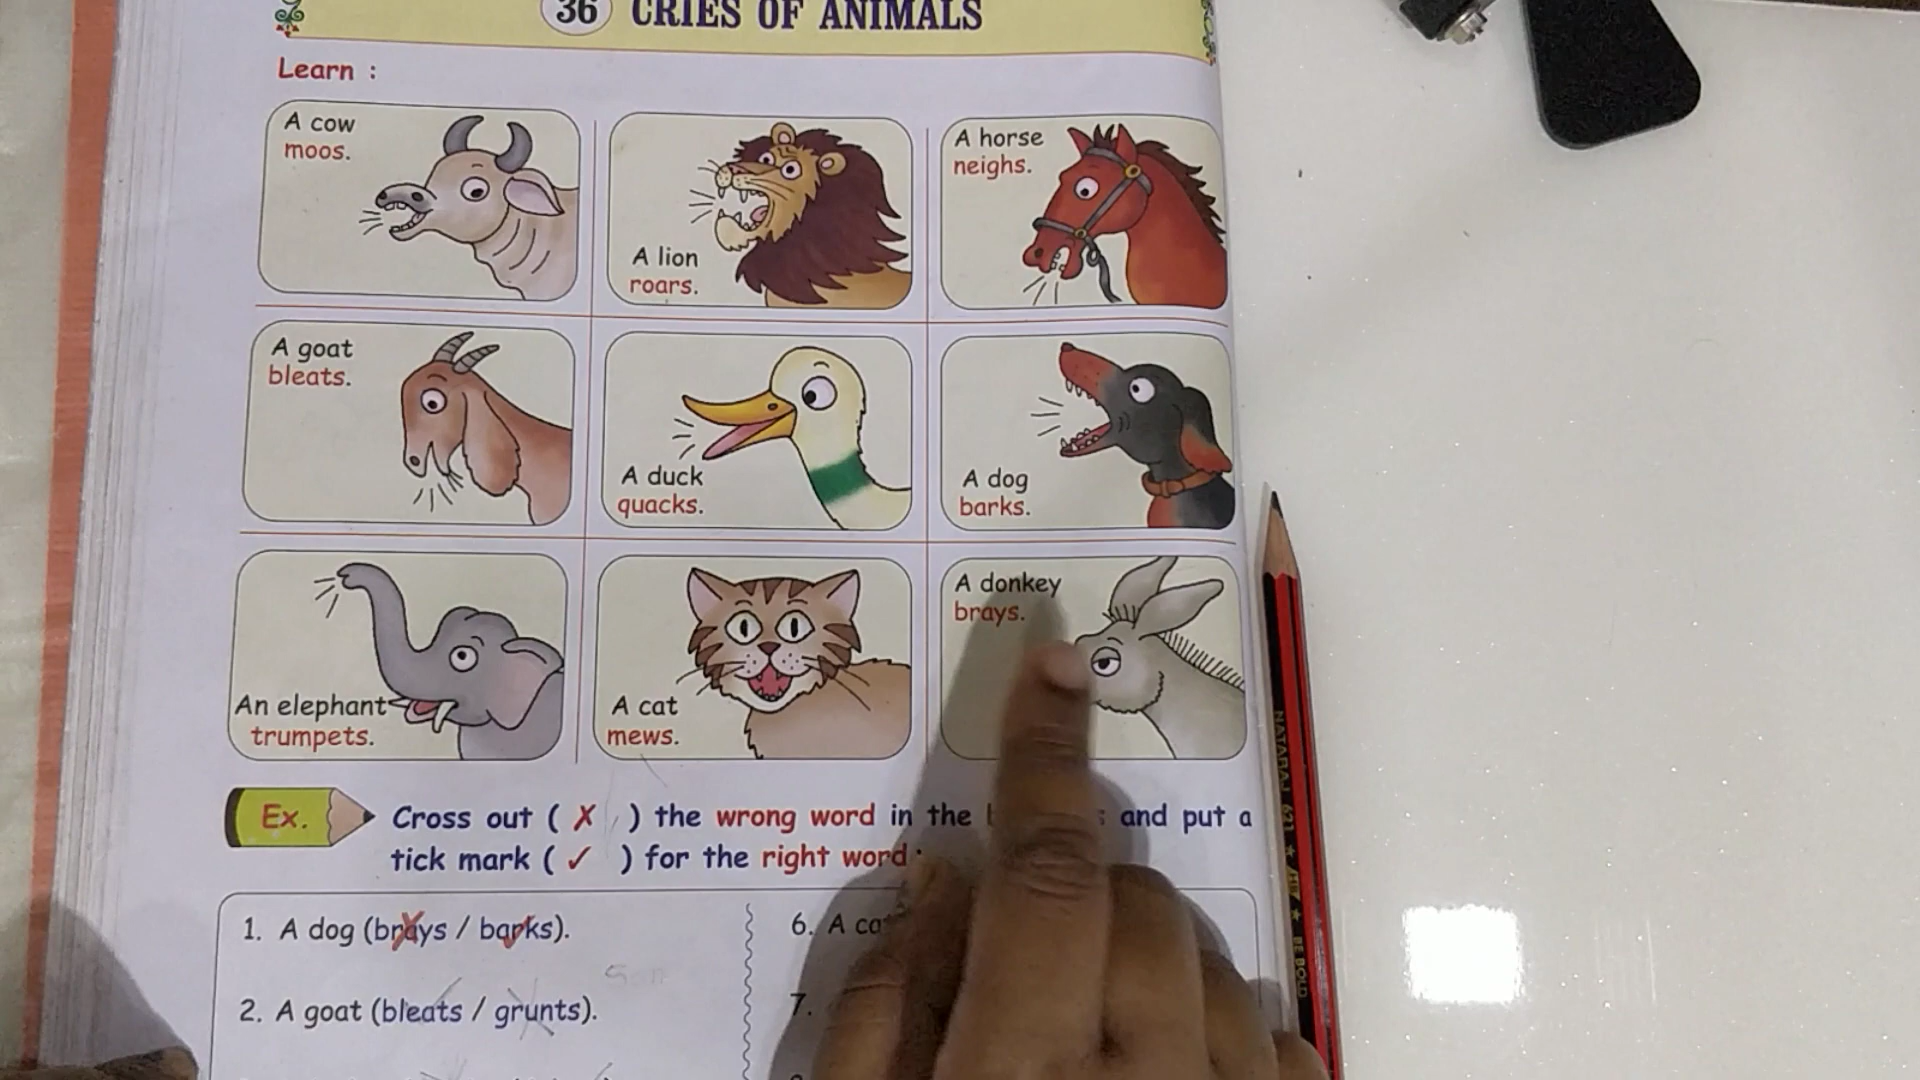 36 CRIES OF ANIMALS
Learn :
A cow
moos.
A lion
roars.
A horse
neighs.
A goat
bleats.
A duck
quacks.
A dog
barks.
An elephant
trumpets.
A cat
mews.
A donkey
brays.
Ex. Cross out ( ✗ ) the wrong word in the and put a
tick mark ( ✓ ) for the right word :
1. A dog (brays / barks).
2. A goat (bleats / grunts).
6. A
7.
NATARAJ 621 ★ HB ★ BE BOLD